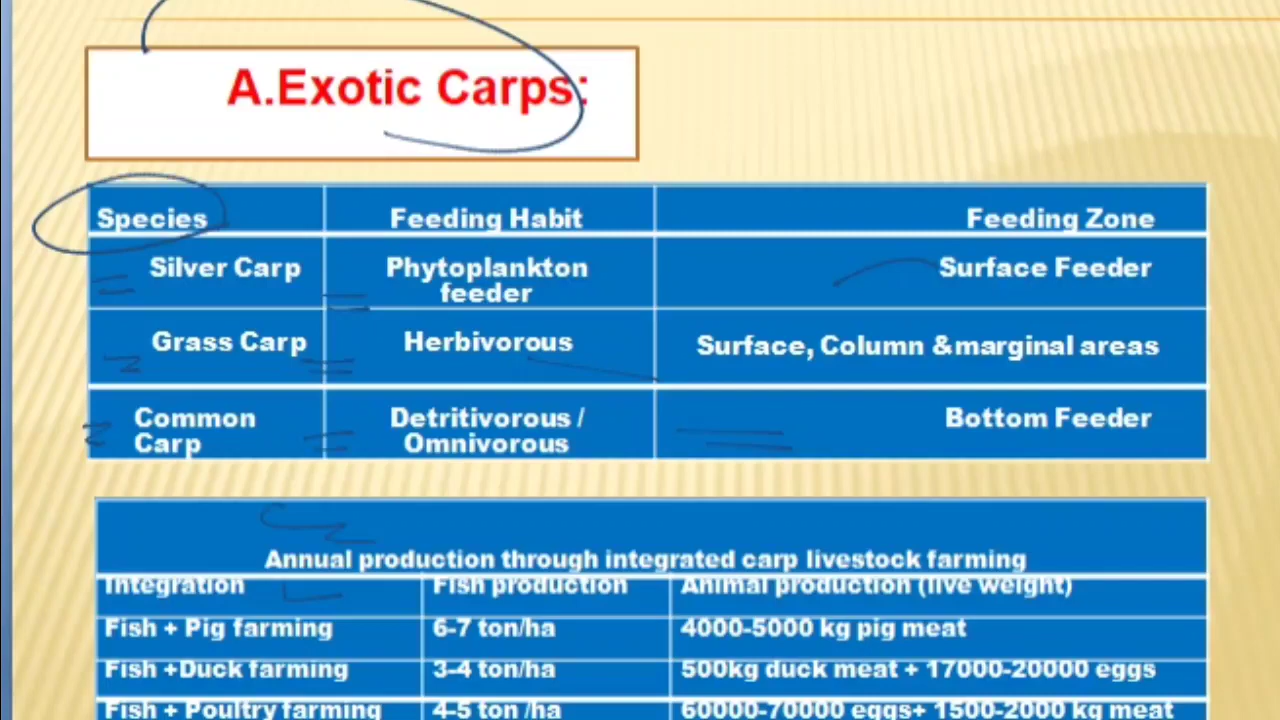 A.Exotic Carps:
Species Feeding Habit Feeding Zone
Silver Carp Phytoplankton feeder Surface Feeder
Grass Carp Herbivorous Surface, Column &marginal areas
Common Carp Detritivorous / Omnivorous Bottom Feeder
Annual production through integrated carp livestock farming
Integration Fish production Animal production (live weight)
Fish + Pig farming 6-7 ton/ha 4000-5000 kg pig meat
Fish +Duck farming 3-4 ton/ha 500kg duck meat + 17000-20000 eggs
Fish + Poultry farming 4-5 ton /ha 60000-70000 eggs+ 1500-2000 kg meat